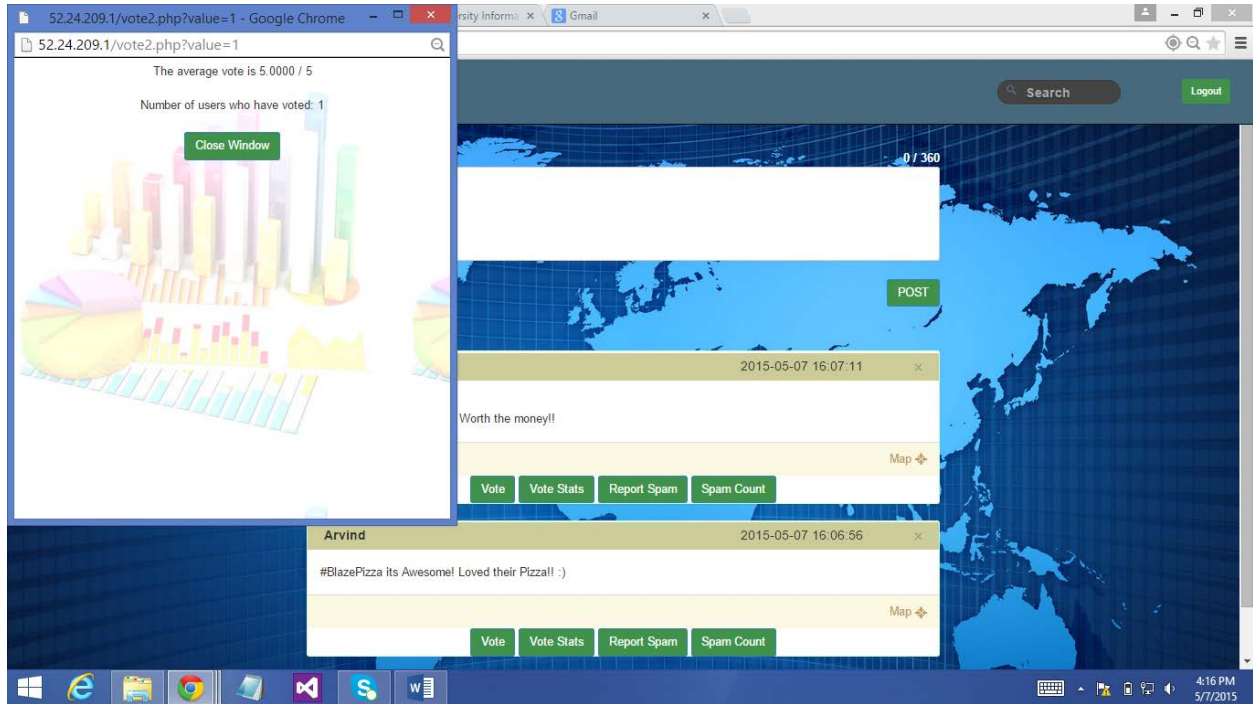 52.24.209.1/vote2.php?value=1 - Google Chrome
52.24.209.1/vote2.php?value=1
The average vote is 5.0000 / 5
Number of users who have voted: 1
Close Window
rsity Informa
Gmail
Search
Logout
0 / 360
POST
2015-05-07 16:07:11
Worth the money!!
Map
Vote Vote Stats Report Spam Spam Count
Arvind 2015-05-07 16:06:56
#BlazePizza its Awesome! Loved their Pizza!! :)
Map
Vote Vote Stats Report Spam Spam Count
4:16 PM
5/7/2015